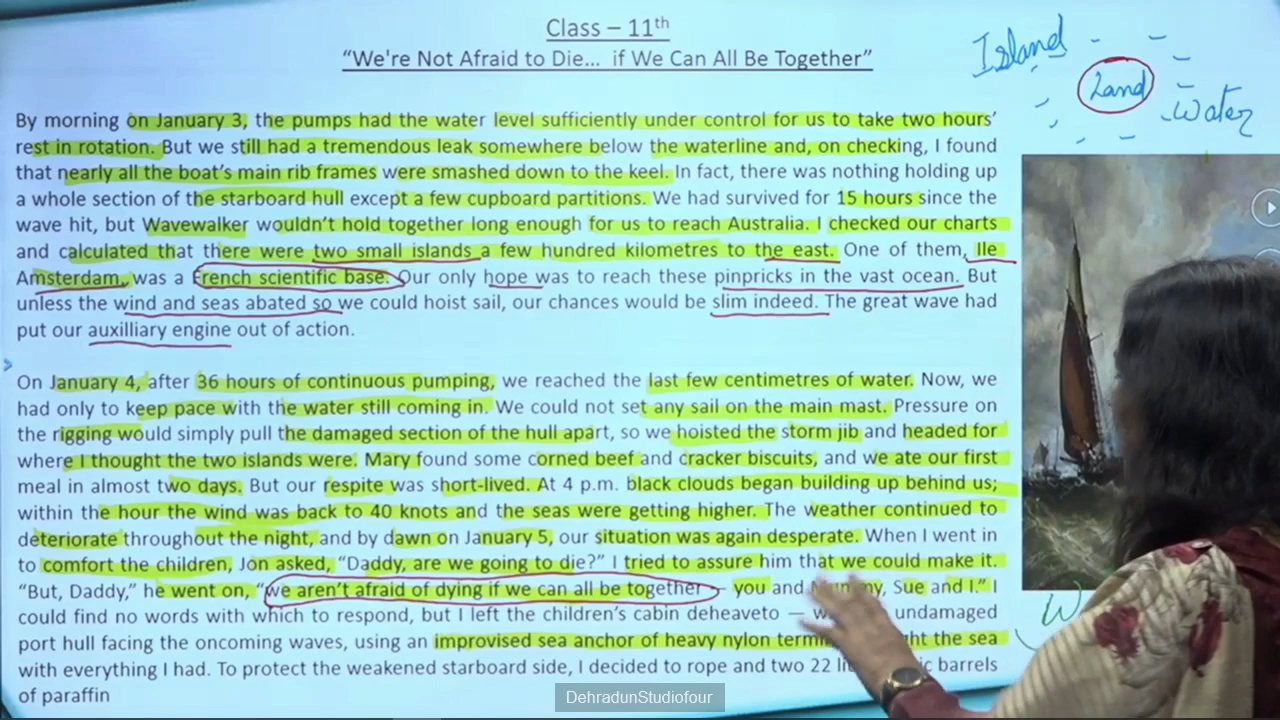 Class – 11th
"We're Not Afraid to Die... if We Can All Be Together"
Island
Land
Water
By morning on January 3, the pumps had the water level sufficiently under control for us to take two hours'
rest in rotation. But we still had a tremendous leak somewhere below the waterline and, on checking, I found
that nearly all the boat's main rib frames were smashed down to the keel. In fact, there was nothing holding up
a whole section of the starboard hull except a few cupboard partitions. We had survived for 15 hours since the
wave hit, but Wavewalker wouldn't hold together long enough for us to reach Australia. I checked our charts
and calculated that there were two small islands a few hundred kilometres to the east. One of them, Ile
Amsterdam, was a rench scientific base. Our only hope was to reach these pinpricks in the vast ocean. But
unless the wind and seas abated so we could hoist sail, our chances would be slim indeed. The great wave had
put our auxilliary engine out of action.
On January 4, after 36 hours of continuous pumping, we reached the last few centimetres of water. Now, we
had only to keep pace with the water still coming in. We could not set any sail on the main mast. Pressure on
the rigging would simply pull the damaged section of the hull apart, so we hoisted the storm jib and headed for
where I thought the two islands were. Mary found some corned beef and cracker biscuits, and we ate our first
meal in almost two days. But our respite was short-lived. At 4 p.m. black clouds began building up behind us;
within the hour the wind was back to 40 knots and the seas were getting higher. The weather continued to
deteriorate throughout the night, and by dawn on January 5, our situation was again desperate. When I went in
to comfort the children, Jon asked, "Daddy, are we going to die?" I tried to assure him that we could make it.
"But, Daddy," he went on, "we aren't afraid of dying if we can all be together – you and Mummy, Sue and I." I
could find no words with which to respond, but I left the children's cabin deheaveto — undamaged
port hull facing the oncoming waves, using an improvised sea anchor of heavy nylon the sea
with everything I had. To protect the weakened starboard side, I decided to rope and two 22 barrels
of paraffin
DehradunStudiofour